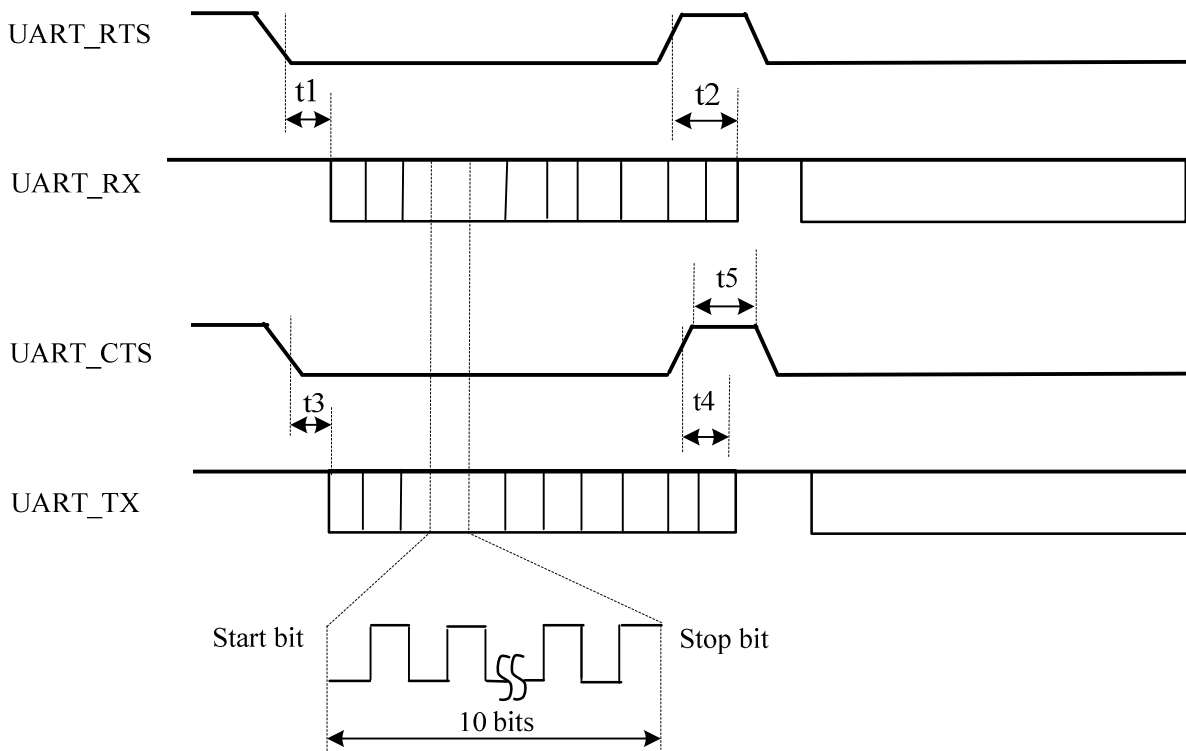 UART_RTS
t1
t2
UART_RX
t5
UART_CTS
t3
t4
UART_TX
Start bit
Stop bit
10 bits